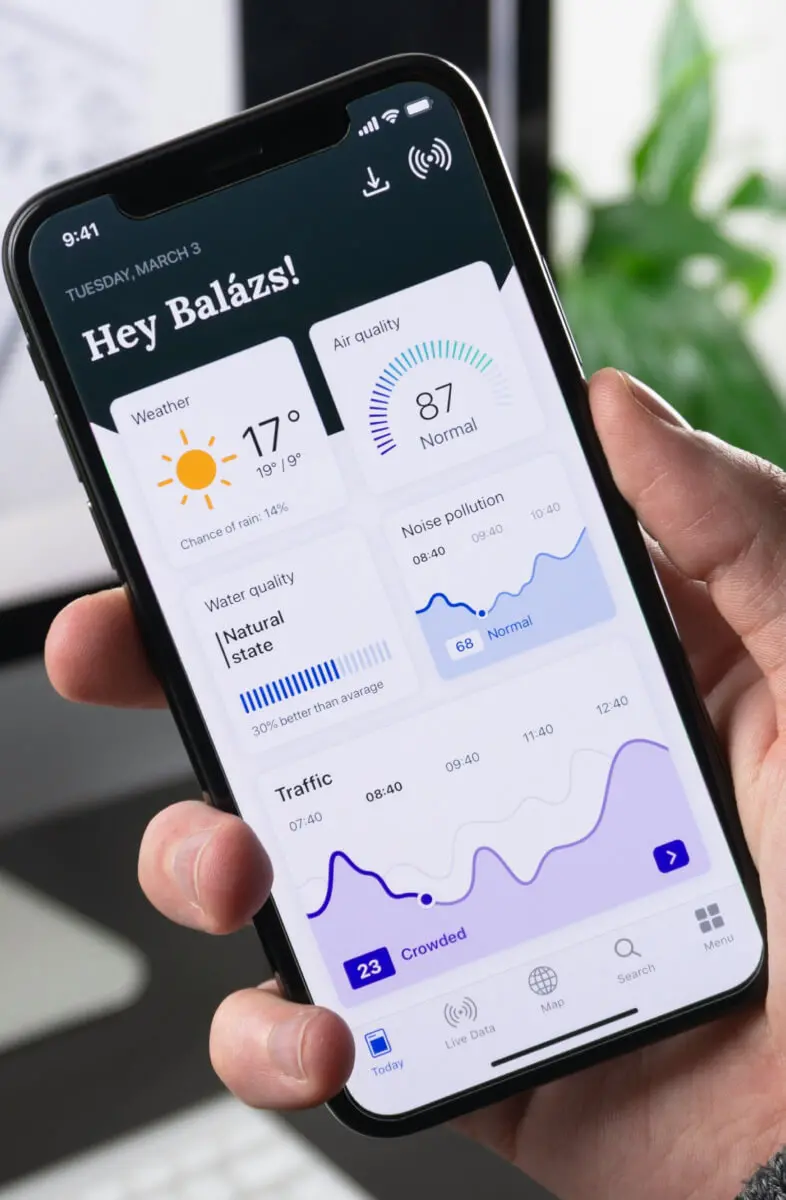 9:41
TUESDAY, MARCH 3
Hey Balázs!
Weather
17°
19° / 9°
Chance of rain: 14%
Air quality
87
Normal
Water quality
Natural
state
30% better than avarage
Noise pollution
08:40 09:40 10:40
68 Normal
Traffic
07:40 08:40 09:40 11:40 12:40
23 Crowded
Today Live Data Map Search Menu